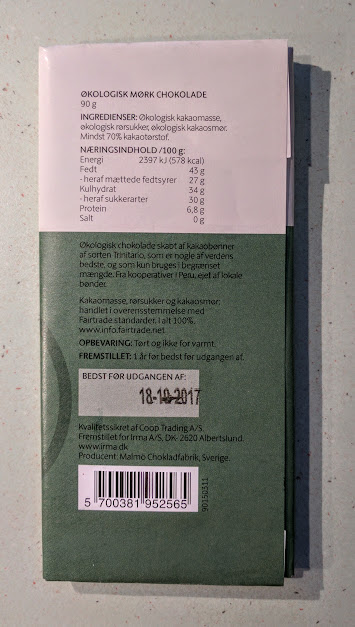 ØKOLOGISK MØRK CHOKOLADE
90 g
INGREDIENSER: Økologisk kakaomasse,
økologisk rørsukker, økologisk kakaosmør.
Mindst 70% kakaotørstof.
NÆRINGSINDHOLD /100 g:
Energi 2397 kJ (578 kcal)
Fedt 43 g
- heraf mættede fedtsyrer 27 g
Kulhydrat 34 g
- heraf sukkerarter 30 g
Protein 6,8 g
Salt 0 g
Økologisk chokolade skabt af kakaobønner
af sorten Trinitario, som er nogle af verdens
bedste, og som kun bruges i begrænset
mængde. Fra kooperativer i Peru, ejet af lokale
bønder.
Kakaomasse, rørsukker og kakaosmør:
handlet i overensstemmelse med
Fairtrade standarder, i alt 100%.
www.info.fairtrade.net
OPBEVARING: Tørt og ikke for varmt.
FREMSTILLET: 1 år før bedst før udgangen af.
BEDST FØR UDGANGEN AF:
18-10-2017
Kvalitetssikret af Coop Trading A/S.
Fremstillet for Irma A/S, DK- 2620 Albertslund.
www.irma.dk
Producent: Malmö Chokladfabrik, Sverige.
5 700381 952565
90150311